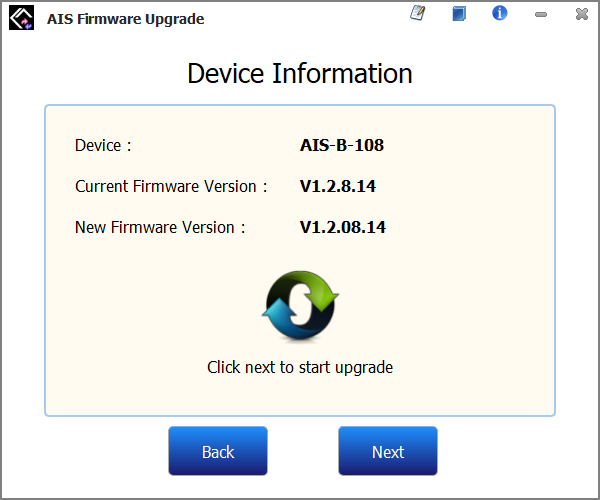 AIS Firmware Upgrade
Device Information
Device : AIS-B-108
Current Firmware Version : V1.2.8.14
New Firmware Version : V1.2.08.14
Click next to start upgrade
Back Next